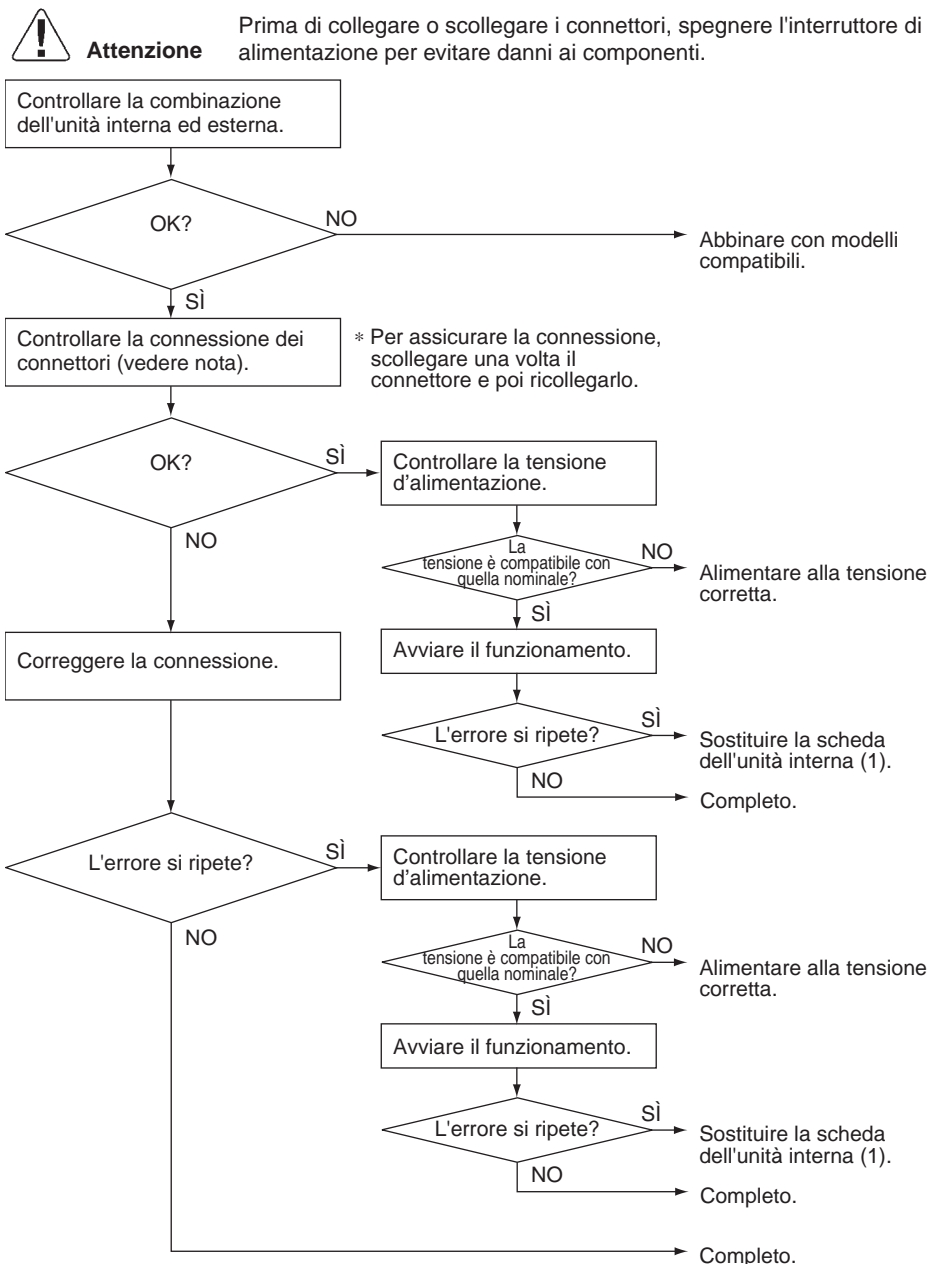 Attenzione
Prima di collegare o scollegare i connettori, spegnere l'interruttore di
alimentazione per evitare danni ai componenti.
Controllare la combinazione
dell'unità interna ed esterna.
OK?
NO
Abbinare con modelli
compatibili.
SÌ
Controllare la connessione dei
connettori (vedere nota).
* Per assicurare la connessione,
scollegare una volta il
connettore e poi ricollegarlo.
OK?
SÌ
Controllare la tensione
d'alimentazione.
NO
La
tensione è compatibile con
quella nominale?
NO
Alimentare alla tensione
corretta.
SÌ
Correggere la connessione.
Avviare il funzionamento.
L'errore si ripete?
SÌ
Sostituire la scheda
dell'unità interna (1).
NO
Completo.
L'errore si ripete?
SÌ
Controllare la tensione
d'alimentazione.
NO
La
tensione è compatibile con
quella nominale?
NO
Alimentare alla tensione
corretta.
SÌ
Avviare il funzionamento.
L'errore si ripete?
SÌ
Sostituire la scheda
dell'unità interna (1).
NO
Completo.
Completo.